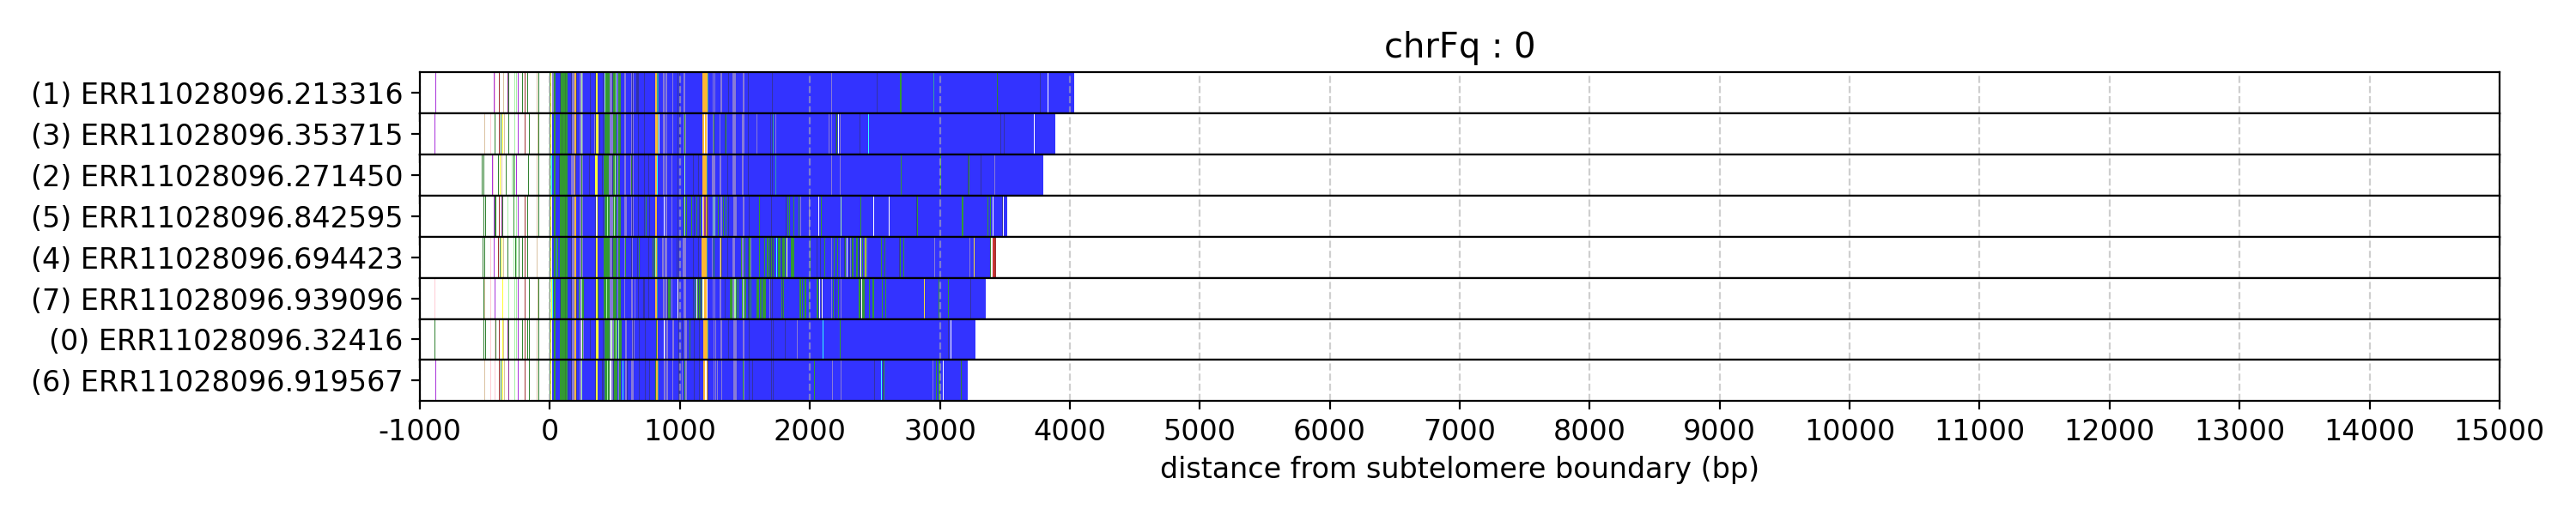 chrFq : 0
(1) ERR11028096.213316
(3) ERR11028096.353715
(2) ERR11028096.271450
(5) ERR11028096.842595
(4) ERR11028096.694423
(7) ERR11028096.939096
(0) ERR11028096.32416
(6) ERR11028096.919567
-1000 0 1000 2000 3000 4000 5000 6000 7000 8000 9000 10000 11000 12000 13000 14000 15000
distance from subtelomere boundary (bp)